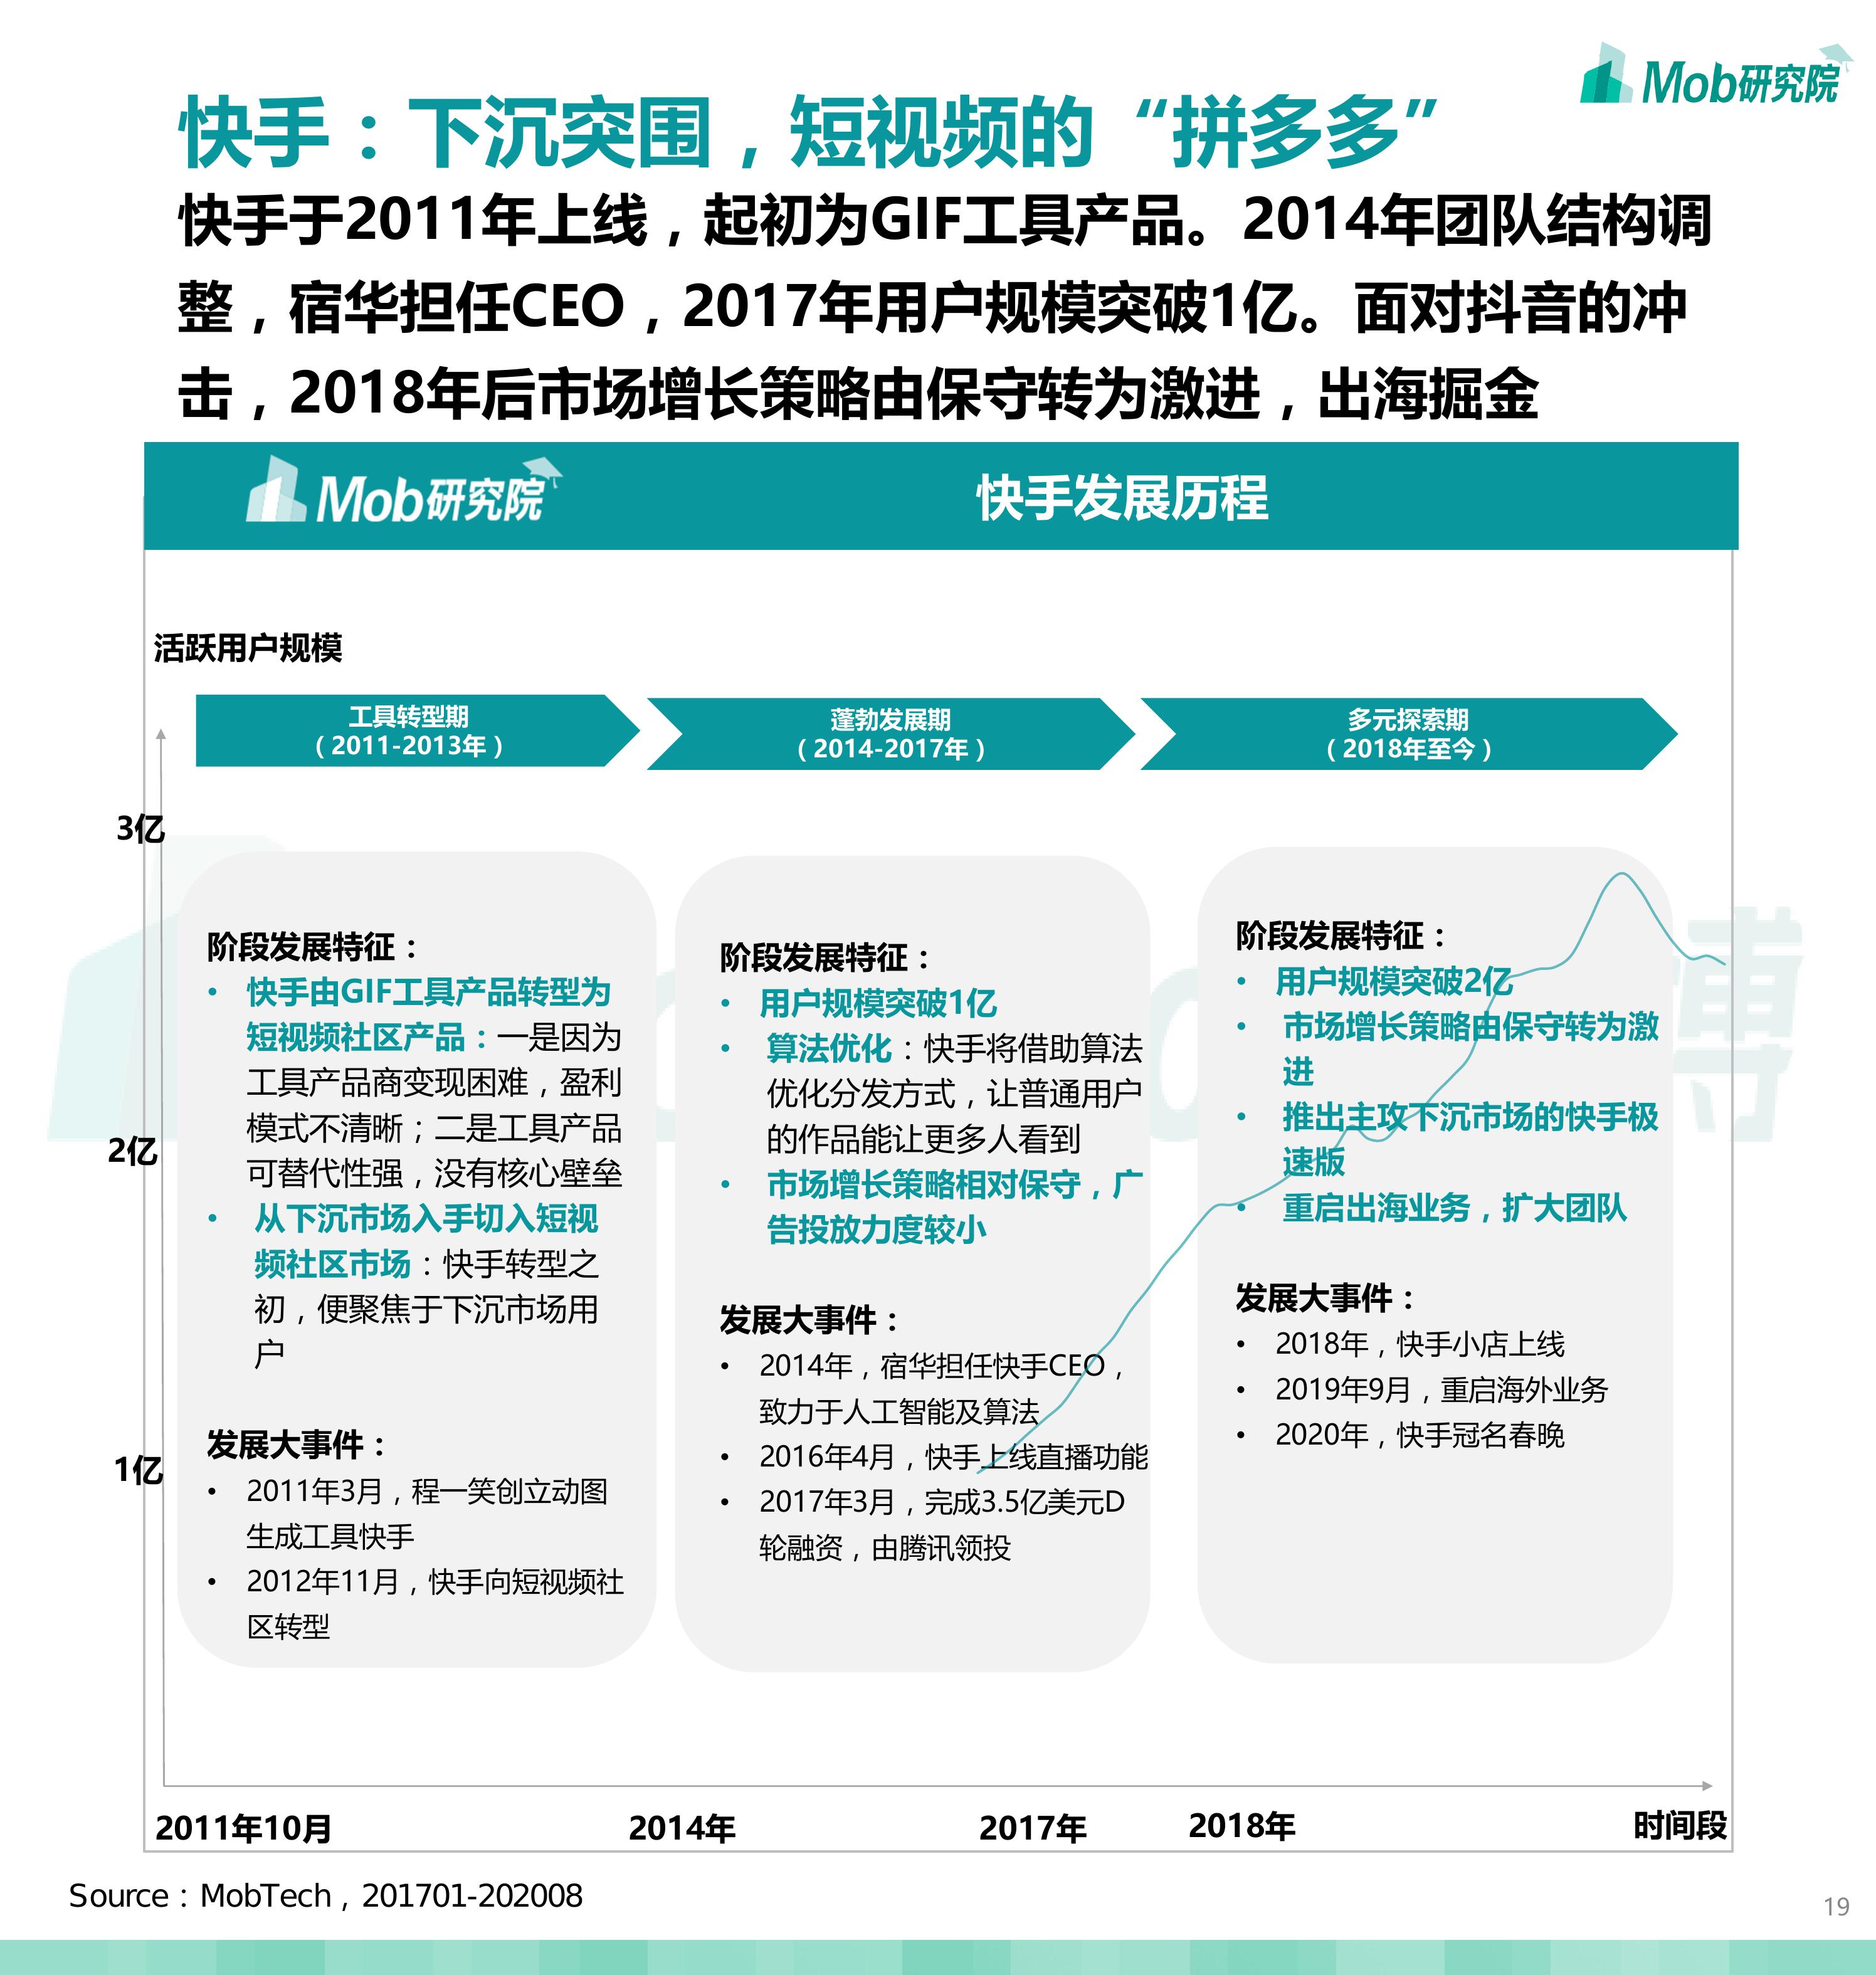 Mob研究院
快手：下沉突围，短视频的“拼多多”
快手于2011年上线，起初为GIF工具产品。2014年团队结构调
整，宿华担任CEO，2017年用户规模突破1亿。面对抖音的冲
击，2018年后市场增长策略由保守转为激进，出海掘金
Mob研究院
快手发展历程
活跃用户规模
工具转型期
（2011-2013年）
蓬勃发展期
（2014-2017年）
多元探索期
（2018年至今）
3亿
2亿
1亿
阶段发展特征：
• 快手由GIF工具产品转型为
短视频社区产品：一是因为
工具产品商变现困难，盈利
模式不清晰；二是工具产品
可替代性强，没有核心壁垒
• 从下沉市场入手切入短视
频社区市场：快手转型之
初，便聚焦于下沉市场用
户
发展大事件：
• 2011年3月，程一笑创立动图
生成工具快手
• 2012年11月，快手向短视频社
区转型
阶段发展特征：
• 用户规模突破1亿
• 算法优化：快手将借助算法
优化分发方式，让普通用户
的作品能让更多人看到
• 市场增长策略相对保守，广
告投放力度较小
发展大事件：
• 2014年，宿华担任快手CEO，
致力于人工智能及算法
• 2016年4月，快手上线直播功能
• 2017年3月，完成3.5亿美元D
轮融资，由腾讯领投
阶段发展特征：
• 用户规模突破2亿
• 市场增长策略由保守转为激
进
• 推出主攻下沉市场的快手极
速版
• 重启出海业务，扩大团队
发展大事件：
• 2018年，快手小店上线
• 2019年9月，重启海外业务
• 2020年，快手冠名春晚
2011年10月
2014年
2017年
2018年
时间段
Source：MobTech，201701-202008
19